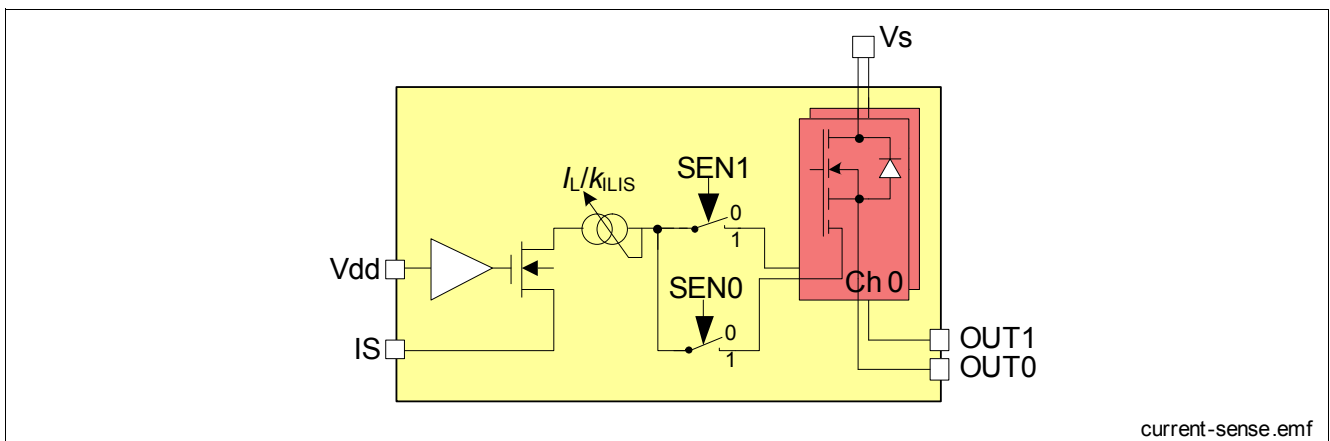 Vs
SEN1
IL/kILIS
0
1
Vdd
SEN0
Ch 0
0
1
IS
OUT1
OUT0
current-sense.emf